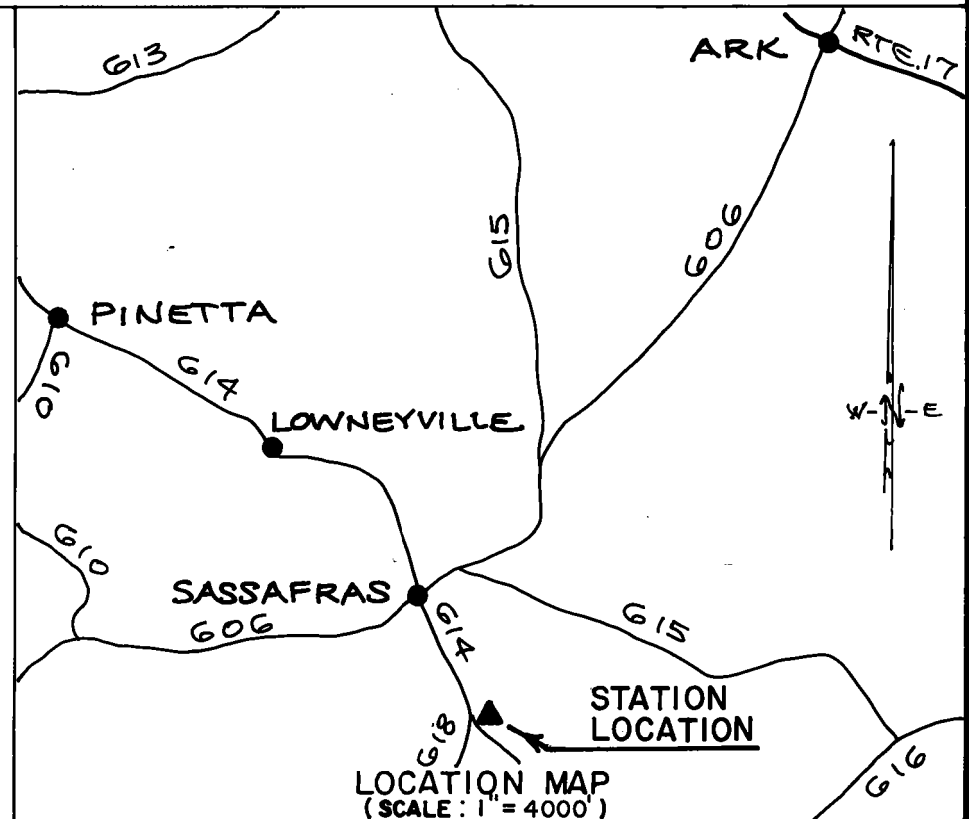 613
ARK
RTE.17
615
606
PINETTA
610
614
LOWNEYVILLE
W-N-E
610
SASSAFRAS
606
614
615
618
STATION
LOCATION
616
LOCATION MAP
(SCALE: 1" = 4000')